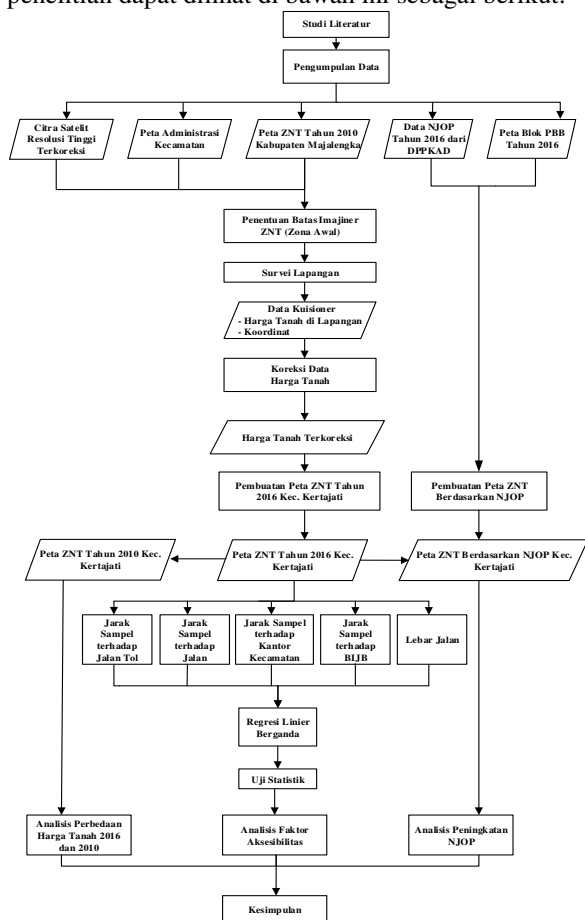 penelitian dapat dilihat di bawah ini sebagai berikut:
Studi Literatur
Pengumpulan Data
Citra Satelit
Resolusi Tinggi
Terkoreksi
Peta Administrasi
Kecamatan
Peta ZNT Tahun 2010
Kabupaten Majalengka
Data NJOP
Tahun 2016 dari
DPPKAD
Peta Blok PBB
Tahun 2016
Penentuan Batas Imajiner
ZNT (Zona Awal)
Survei Lapangan
Data Kuisioner
- Harga Tanah di Lapangan
- Koordinat
Koreksi Data
Harga Tanah
Harga Tanah Terkoreksi
Pembuatan Peta ZNT Tahun
2016 Kec. Kertajati
Pembuatan Peta ZNT
Berdasarkan NJOP
Peta ZNT Tahun 2010 Kec.
Kertajati
Peta ZNT Tahun 2016 Kec.
Kertajati
Peta ZNT Berdasarkan NJOP Kec.
Kertajati
Jarak
Sampel
terhadap
Jalan Tol
Jarak
Sampel
terhadap
Jalan
Jarak Sampel
terhadap
Kantor
Kecamatan
Jarak
Sampel
terhadap
BIJB
Lebar Jalan
Regresi Linier
Berganda
Uji Statistik
Analisis Perbedaan
Harga Tanah 2016
dan 2010
Analisis Faktor
Aksesibilitas
Analisis Peningkatan
NJOP
Kesimpulan